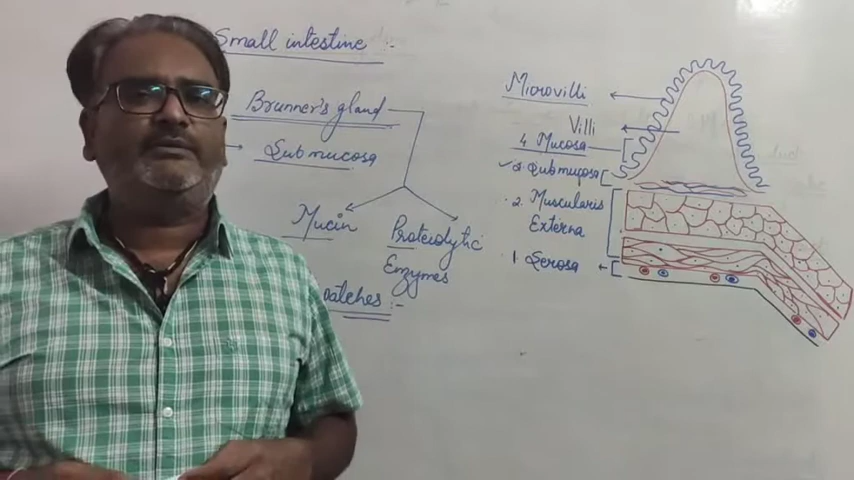 Small intestine :-
Brunner's gland
Submucosa
Mucin
Proteolytic
Enzymes
Patches :-
Microvilli
Villi
4 Mucosa
3 Submucosa
2. Muscularis
Externa
1. Serosa